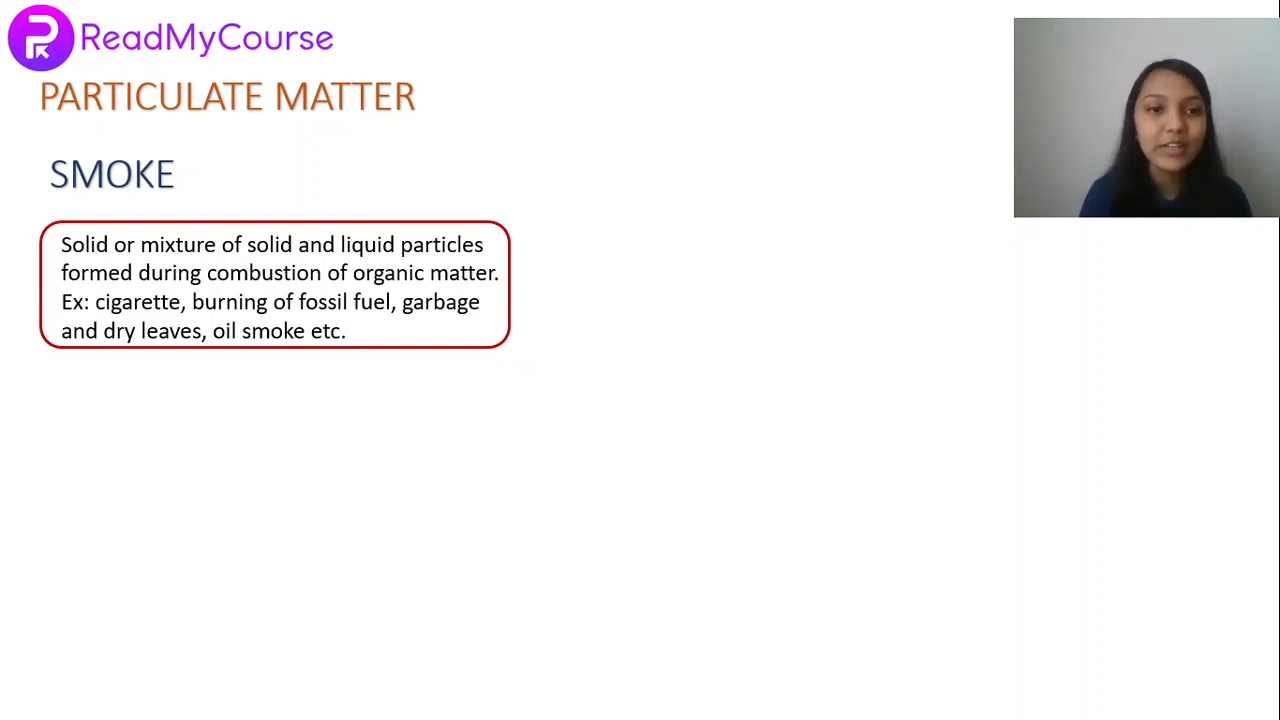 ReadMyCourse
PARTICULATE MATTER
SMOKE
Solid or mixture of solid and liquid particles
formed during combustion of organic matter.
Ex: cigarette, burning of fossil fuel, garbage
and dry leaves, oil smoke etc.